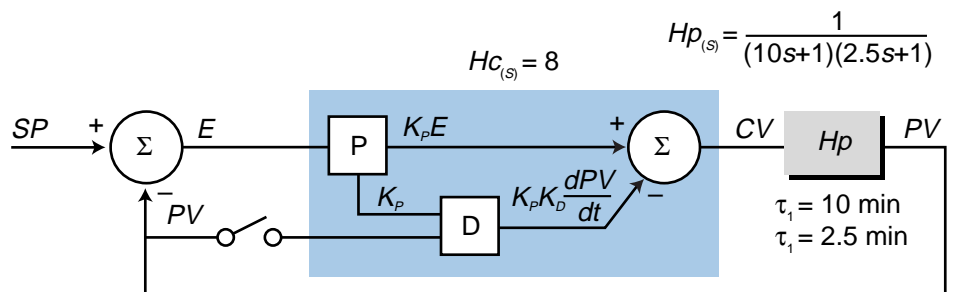 Hp(S) = 1 / (10s+1)(2.5s+1)
Hc(S) = 8
SP
+
Σ
−
E
P
KPE
+
Σ
−
CV
Hp
PV
PV
KP
D
KPKD dPV/dt
τ1 = 10 min
τ1 = 2.5 min